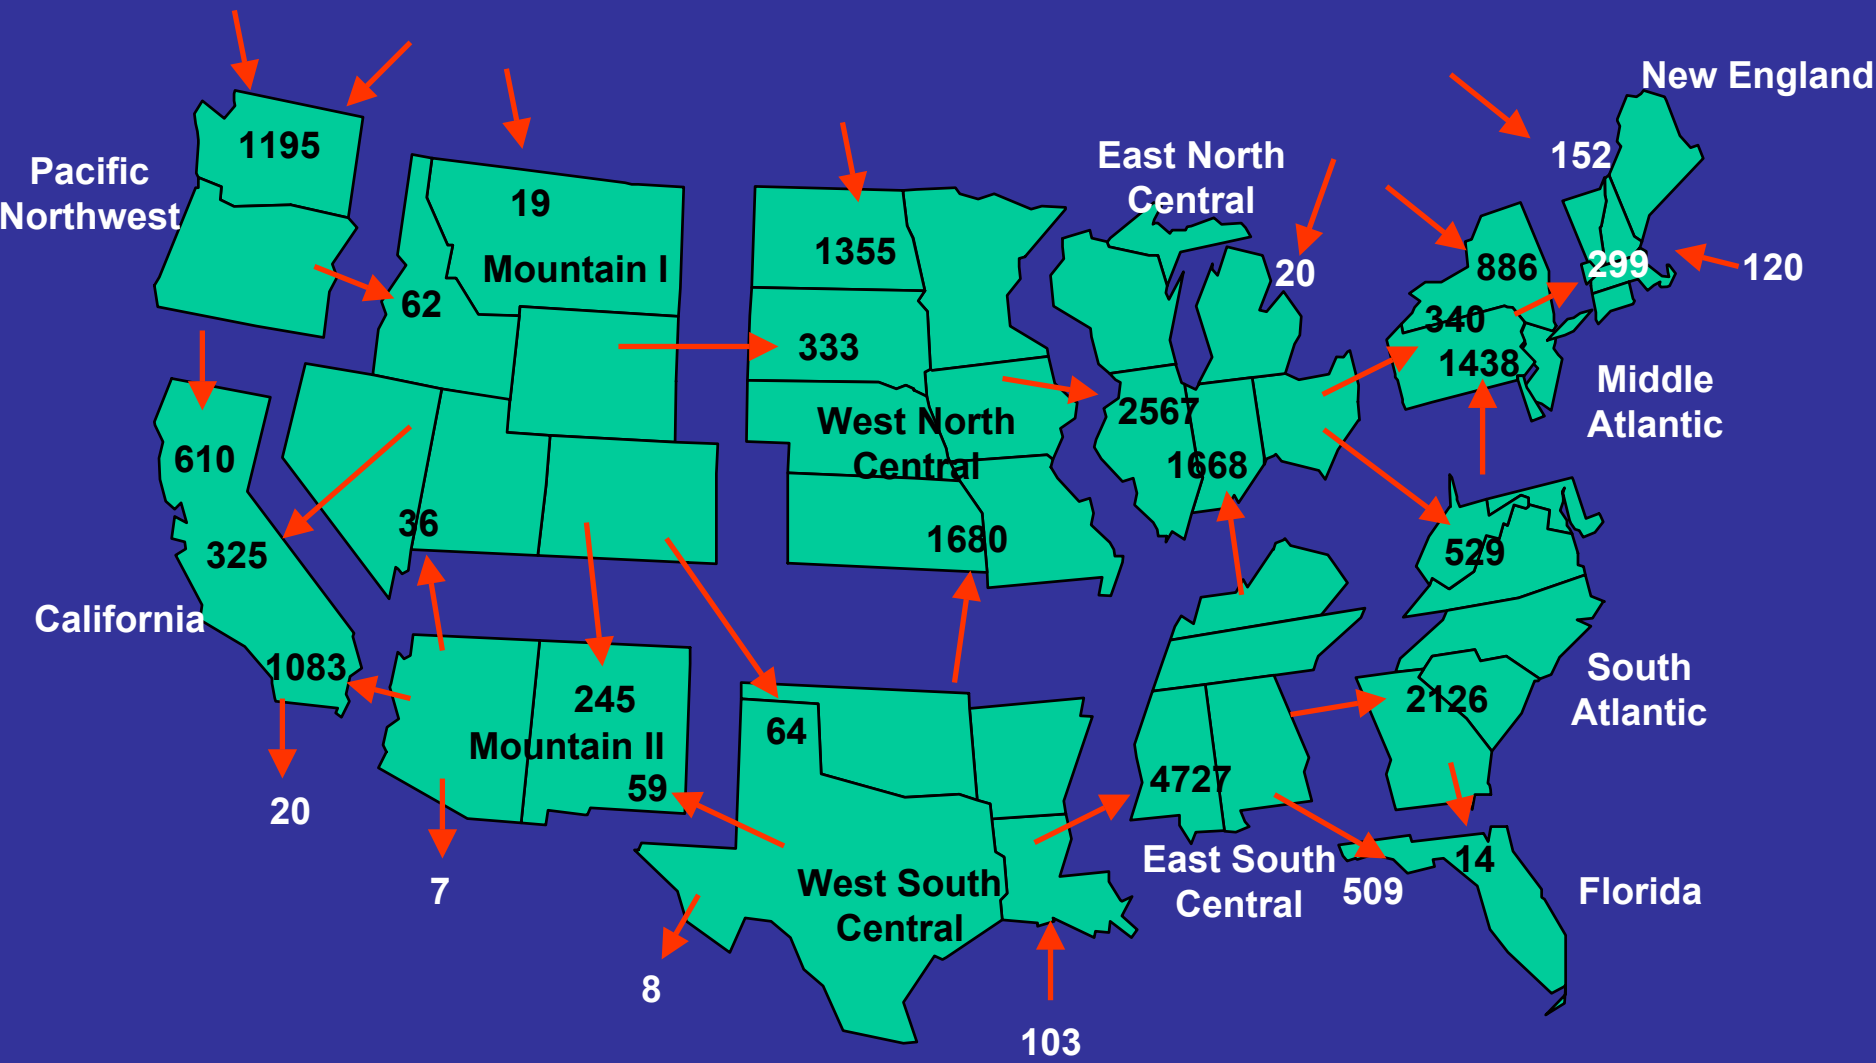 New England
1195
East North
Central
152
Pacific
Northwest
19
Mountain I
1355
20
886
299
120
62
333
340
1438
Middle
Atlantic
2567
West North
Central
610
1668
325
36
1680
529
California
1083
245
Mountain II
59
64
2126
South
Atlantic
4727
20
East South
Central
509
14
Florida
7
West South
Central
8
103